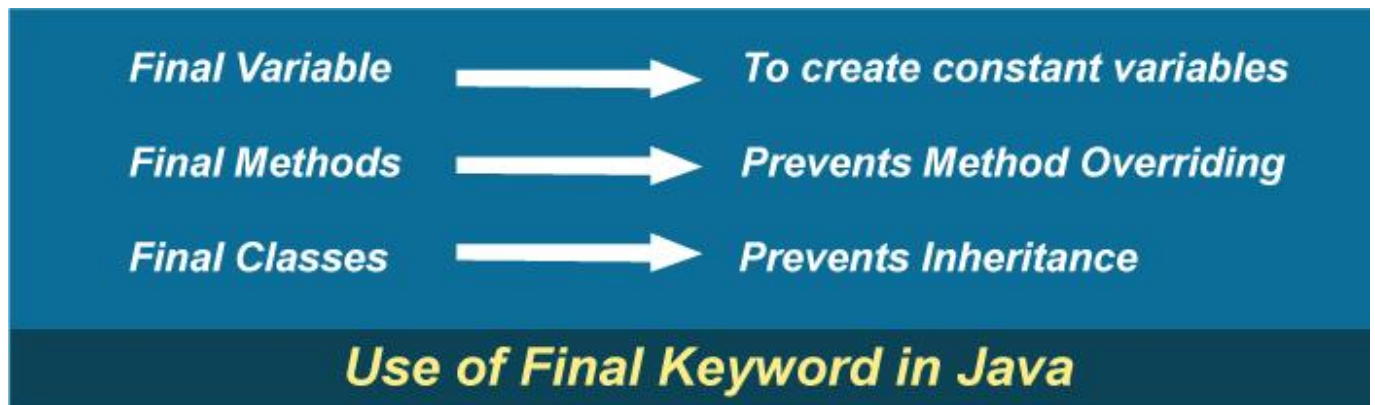 Final Variable To create constant variables
Final Methods Prevents Method Overriding
Final Classes Prevents Inheritance
Use of Final Keyword in Java